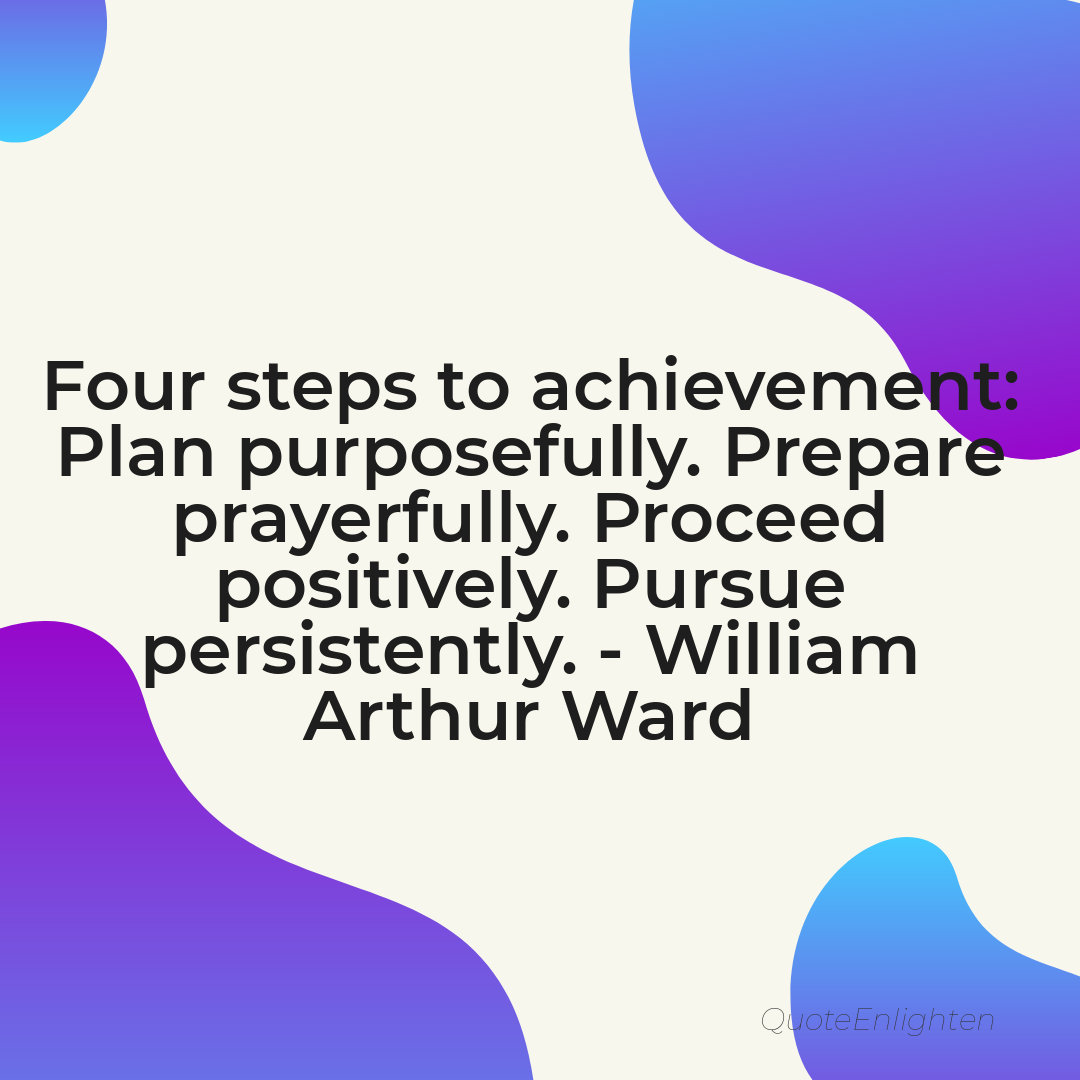 Four steps to achievement:
Plan purposefully. Prepare
prayerfully. Proceed
positively. Pursue
persistently. - William
Arthur Ward
QuoteEnlighten